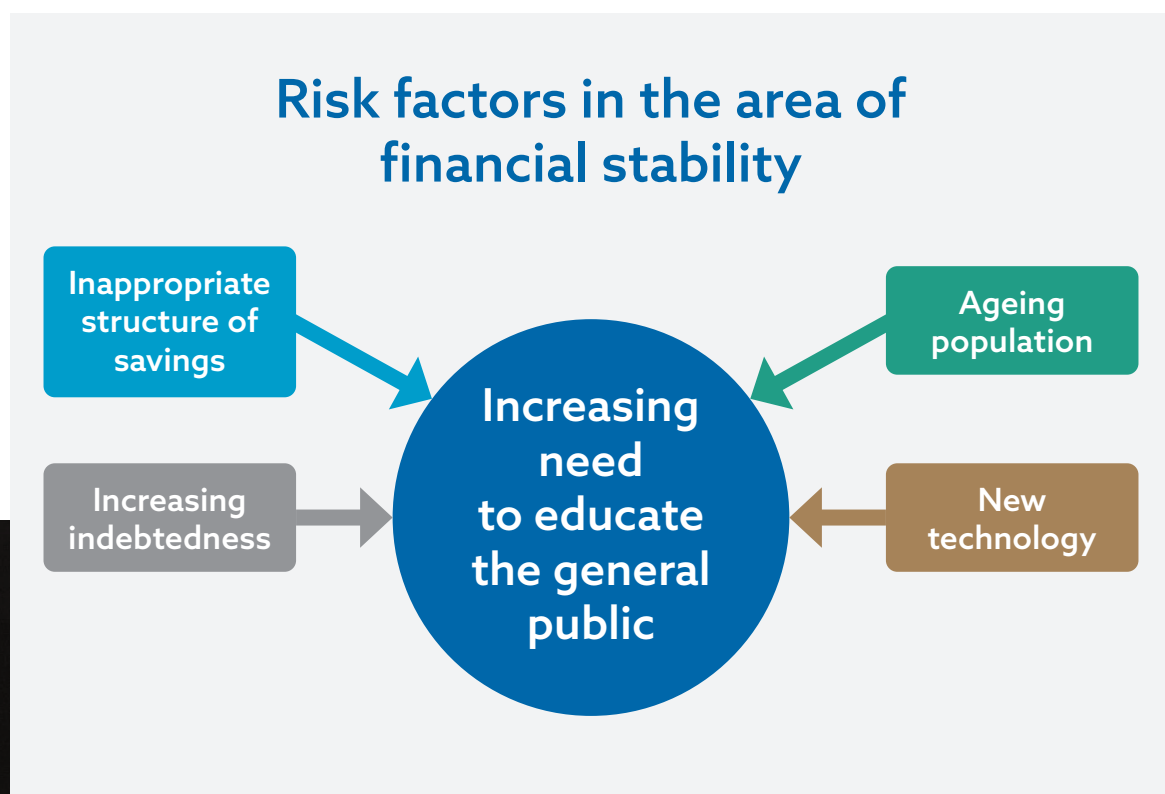 Risk factors in the area of
financial stability
Inappropriate
structure of
savings
Ageing
population
Increasing
need
to educate
the general
public
Increasing
indebtedness
New
technology